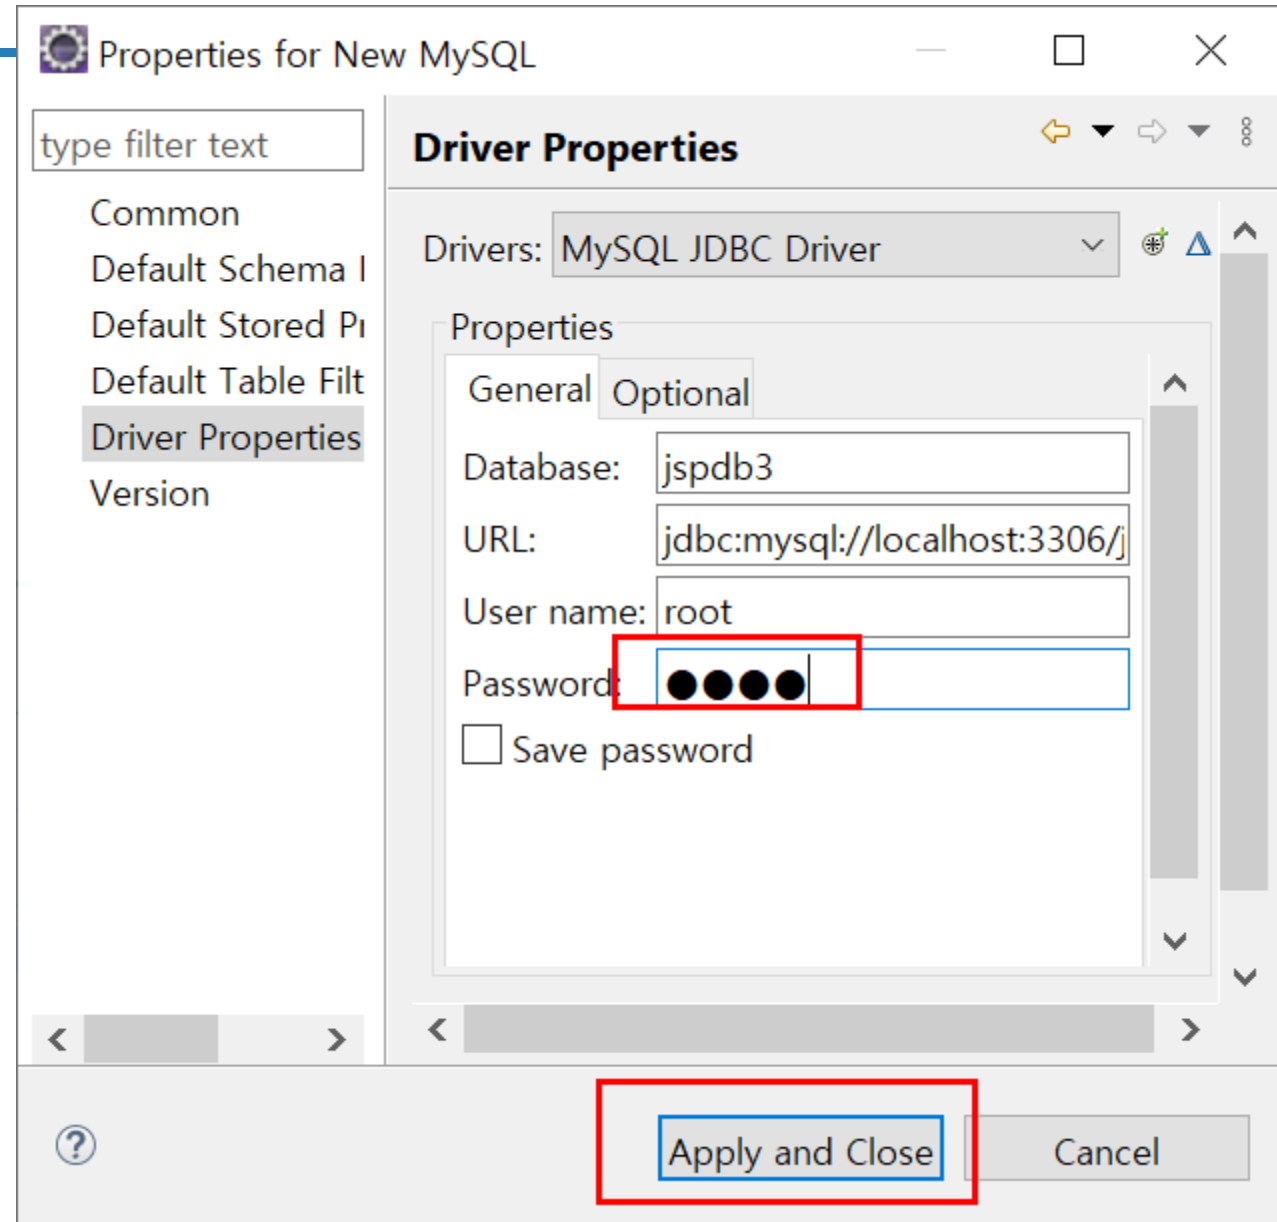 Properties for New MySQL
type filter text
Common
Default Schema
Default Stored
Default Table Filt
Driver Properties
Version
Driver Properties
Drivers: MySQL JDBC Driver
Properties
General Optional
Database: jspdb3
URL: jdbc:mysql://localhost:3306/j
User name: root
Password: ●●●●
Save password
Apply and Close Cancel